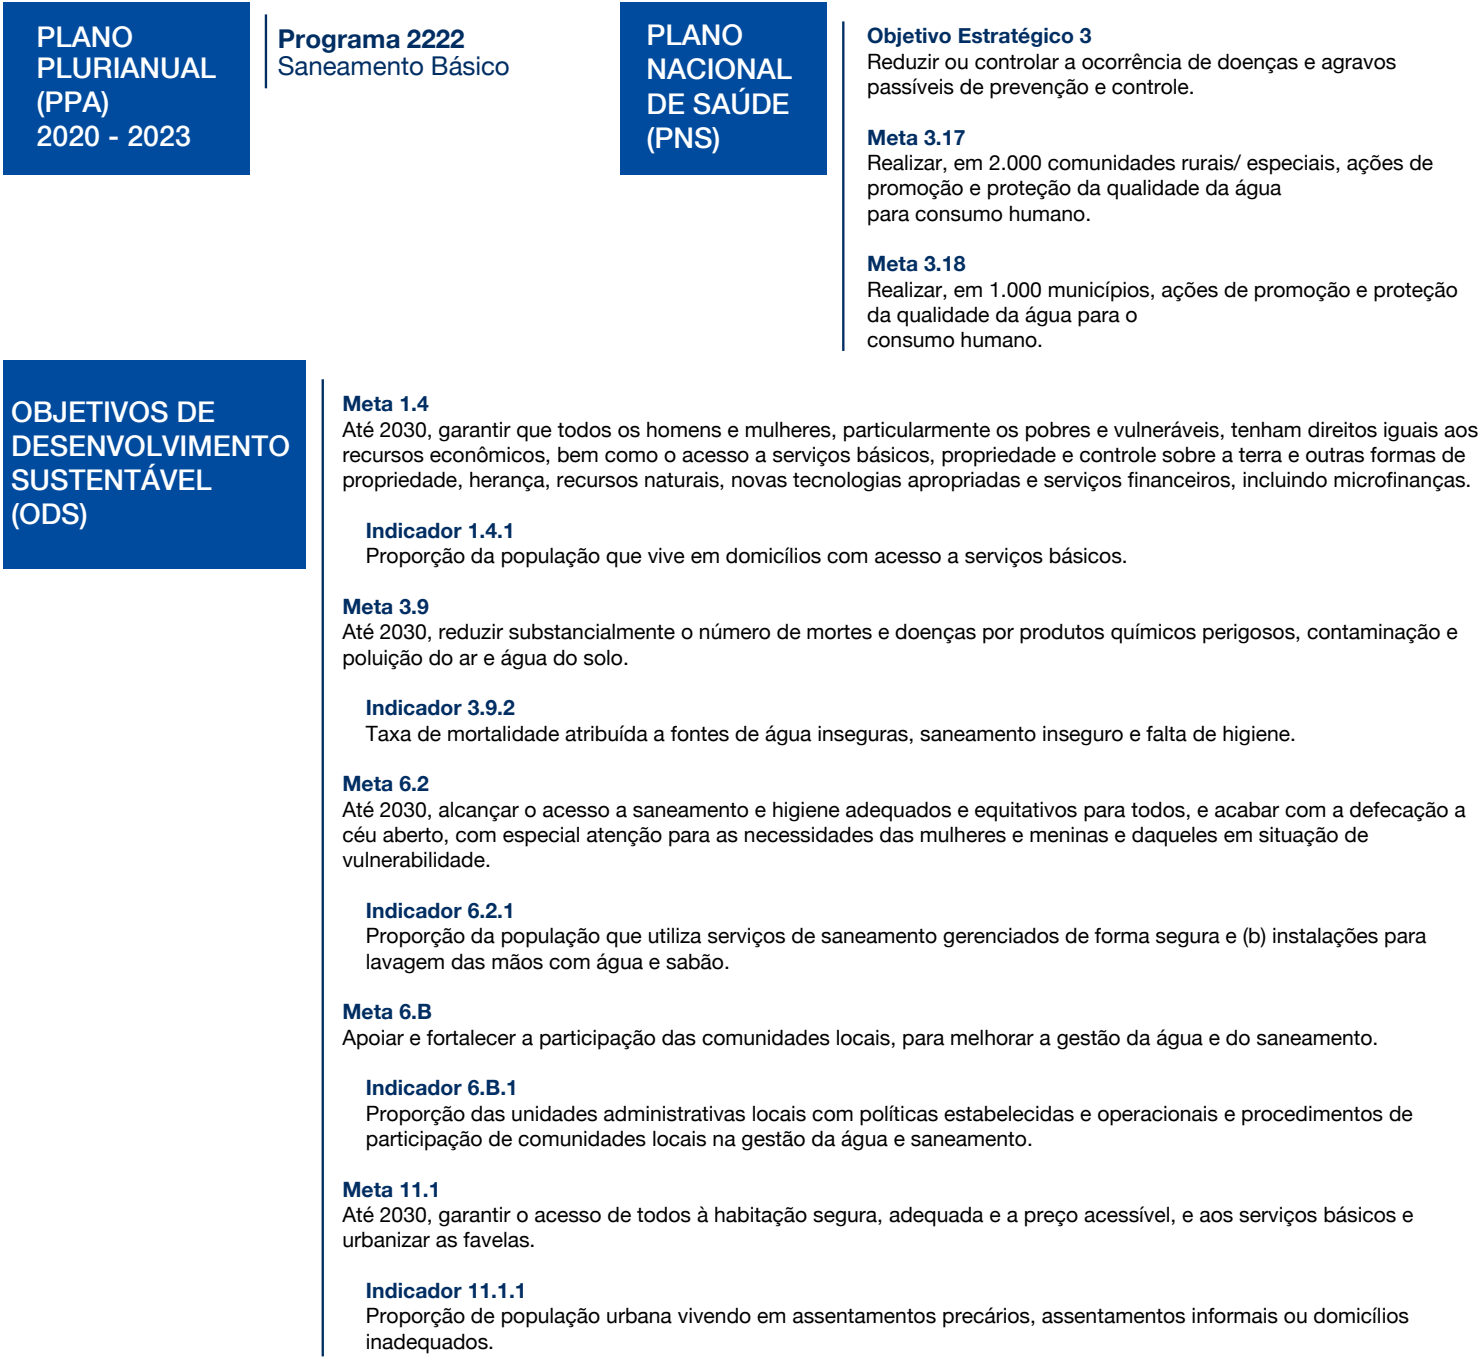 PLANO
PLURIANUAL
(PPA)
2020 - 2023
Programa 2222
Saneamento Básico
PLANO
NACIONAL
DE SAÚDE
(PNS)
Objetivo Estratégico 3
Reduzir ou controlar a ocorrência de doenças e agravos
passíveis de prevenção e controle.
Meta 3.17
Realizar, em 2.000 comunidades rurais/ especiais, ações de
promoção e proteção da qualidade da água
para consumo humano.
Meta 3.18
Realizar, em 1.000 municípios, ações de promoção e proteção
da qualidade da água para o
consumo humano.
OBJETIVOS DE
DESENVOLVIMENTO
SUSTENTÁVEL
(ODS)
Meta 1.4
Até 2030, garantir que todos os homens e mulheres, particularmente os pobres e vulneráveis, tenham direitos iguais aos
recursos econômicos, bem como o acesso a serviços básicos, propriedade e controle sobre a terra e outras formas de
propriedade, herança, recursos naturais, novas tecnologias apropriadas e serviços financeiros, incluindo microfinanças.
Indicador 1.4.1
Proporção da população que vive em domicílios com acesso a serviços básicos.
Meta 3.9
Até 2030, reduzir substancialmente o número de mortes e doenças por produtos químicos perigosos, contaminação e
poluição do ar e água do solo.
Indicador 3.9.2
Taxa de mortalidade atribuída a fontes de água inseguras, saneamento inseguro e falta de higiene.
Meta 6.2
Até 2030, alcançar o acesso a saneamento e higiene adequados e equitativos para todos, e acabar com a defecação a
céu aberto, com especial atenção para as necessidades das mulheres e meninas e daqueles em situação de
vulnerabilidade.
Indicador 6.2.1
Proporção da população que utiliza serviços de saneamento gerenciados de forma segura e (b) instalações para
lavagem das mãos com água e sabão.
Meta 6.B
Apoiar e fortalecer a participação das comunidades locais, para melhorar a gestão da água e do saneamento.
Indicador 6.B.1
Proporção das unidades administrativas locais com políticas estabelecidas e operacionais e procedimentos de
participação de comunidades locais na gestão da água e saneamento.
Meta 11.1
Até 2030, garantir o acesso de todos à habitação segura, adequada e a preço acessível, e aos serviços básicos e
urbanizar as favelas.
Indicador 11.1.1
Proporção de população urbana vivendo em assentamentos precários, assentamentos informais ou domicílios
inadequados.